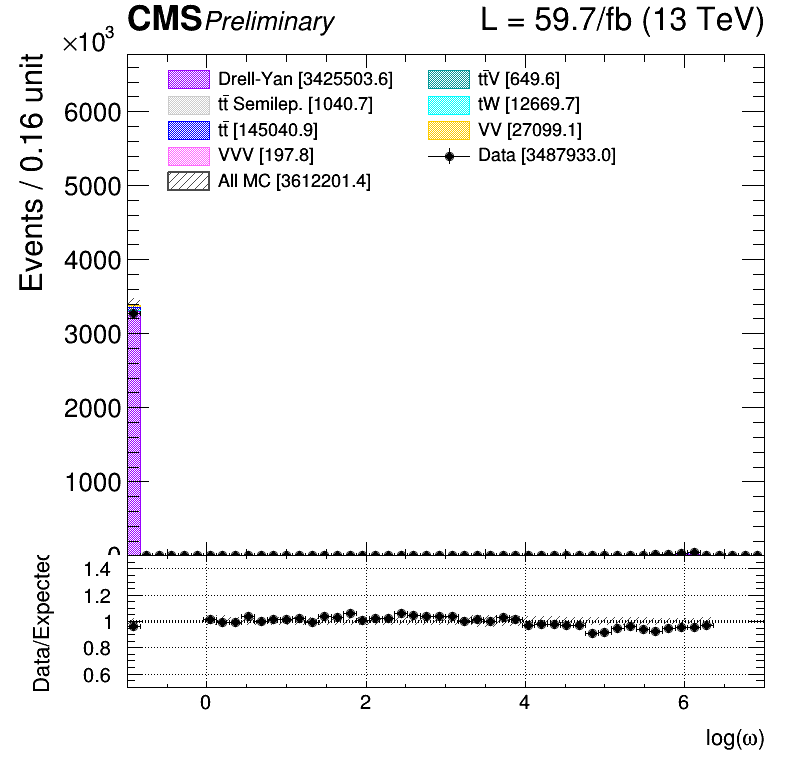 CMS Preliminary L = 59.7/fb (13 TeV)
×10³
Events / 0.16 unit
Drell-Yan [3425503.6]
tt̄ Semilep. [1040.7]
tt̄ [145040.9]
VVV [197.8]
All MC [3612201.4]
tt̄V [649.6]
tW [12669.7]
VV [27099.1]
Data [3487933.0]
6000
5000
4000
3000
2000
1000
0
Data/Expected
1.4
1.2
1
0.8
0.6
0 2 4 6
log(ω)